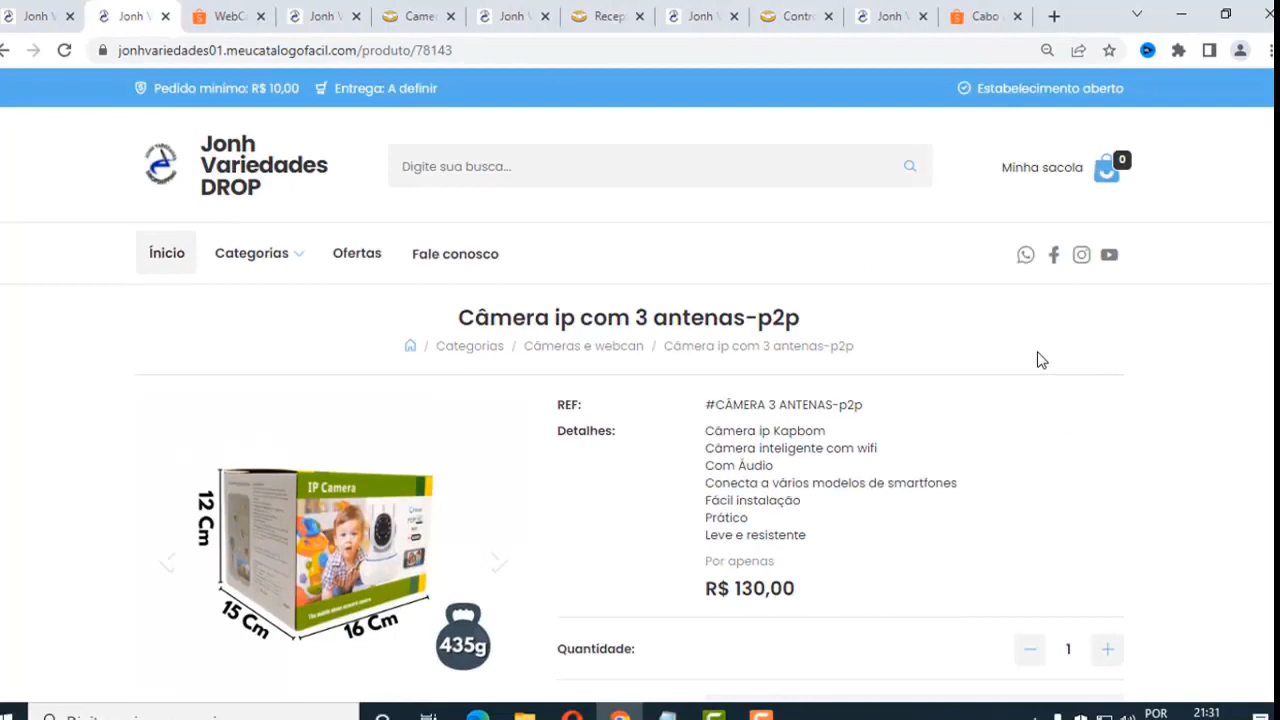 Jonh V
Jonh V
WebC
Jonh V
Came
Jonh V
Recep
Jonh V
Contr
Jonh V
Cabo
jonhvariedades01.meucatalogofacil.com/produto/78143
Pedido minimo: R$ 10,00 Entrega: A definir
Estabelecimento aberto
Jonh
Variedades
DROP
Digite sua busca...
Minha sacola
0
Ínicio Categorias Ofertas Fale conosco
Câmera ip com 3 antenas-p2p
/ Categorias / Câmeras e webcan / Câmera ip com 3 antenas-p2p
REF: #CÂMERA 3 ANTENAS-p2p
Detalhes: Câmera ip Kapbom
Câmera inteligente com wifi
Com Áudio
Conecta a vários modelos de smartfones
Fácil instalação
Prático
Leve e resistente
Por apenas
R$ 130,00
12 Cm
IP Camera
15 Cm
16 Cm
435g
Quantidade: 1
POR
21:31